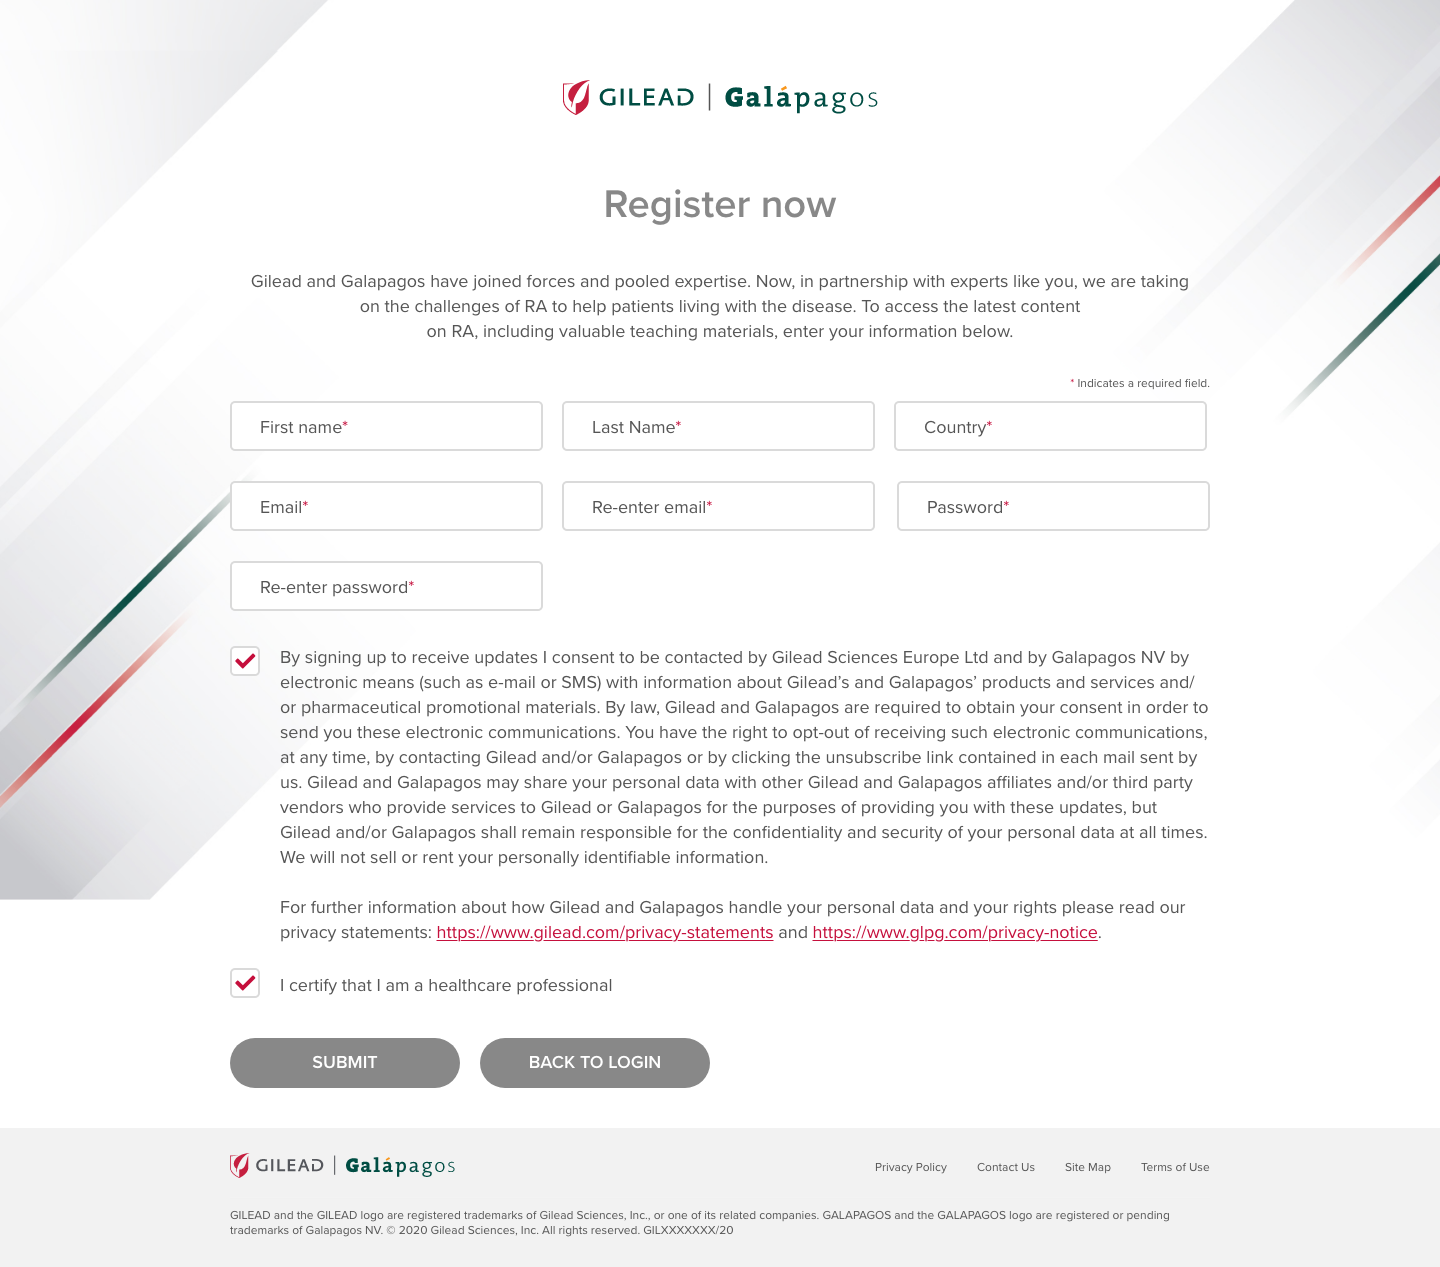 GILEAD | Galápagos
Register now
Gilead and Galapagos have joined forces and pooled expertise. Now, in partnership with experts like you, we are taking
on the challenges of RA to help patients living with the disease. To access the latest content
on RA, including valuable teaching materials, enter your information below.
* Indicates a required field.
First name* Last Name* Country*
Email* Re-enter email* Password*
Re-enter password*
By signing up to receive updates I consent to be contacted by Gilead Sciences Europe Ltd and by Galapagos NV by
electronic means (such as e-mail or SMS) with information about Gilead’s and Galapagos’ products and services and/
or pharmaceutical promotional materials. By law, Gilead and Galapagos are required to obtain your consent in order to
send you these electronic communications. You have the right to opt-out of receiving such electronic communications,
at any time, by contacting Gilead and/or Galapagos or by clicking the unsubscribe link contained in each mail sent by
us. Gilead and Galapagos may share your personal data with other Gilead and Galapagos affiliates and/or third party
vendors who provide services to Gilead or Galapagos for the purposes of providing you with these updates, but
Gilead and/or Galapagos shall remain responsible for the confidentiality and security of your personal data at all times.
We will not sell or rent your personally identifiable information.
For further information about how Gilead and Galapagos handle your personal data and your rights please read our
privacy statements: https://www.gilead.com/privacy-statements and https://www.glpg.com/privacy-notice.
I certify that I am a healthcare professional
SUBMIT BACK TO LOGIN
GILEAD | Galápagos Privacy Policy Contact Us Site Map Terms of Use
GILEAD and the GILEAD logo are registered trademarks of Gilead Sciences, Inc., or one of its related companies. GALAPAGOS and the GALAPAGOS logo are registered or pending
trademarks of Galapagos NV. © 2020 Gilead Sciences, Inc. All rights reserved. GILXXXXXXX/20